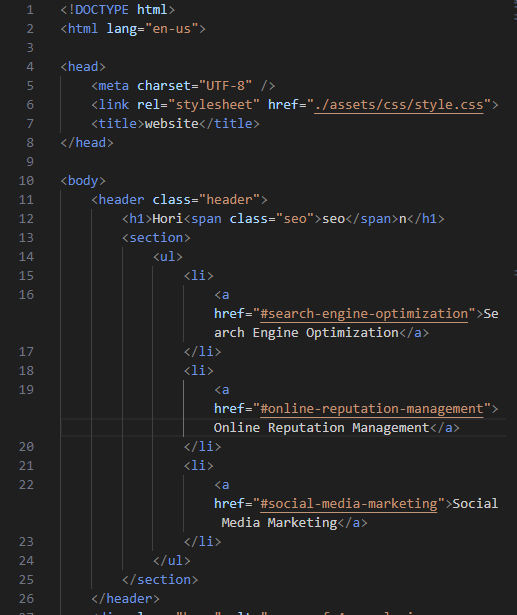 1 <!DOCTYPE html>
2 <html lang="en-us">
3
4 <head>
5 <meta charset="UTF-8" />
6 <link rel="stylesheet" href="./assets/css/style.css">
7 <title>website</title>
8 </head>
9
10 <body>
11 <header class="header">
12 <h1>Hori<span class="seo">seo</span>n</h1>
13 <section>
14 <ul>
15 <li>
16 <a
href="#search-engine-optimization">Se
arch Engine Optimization</a>
17 </li>
18 <li>
19 <a
href="#online-reputation-management">
Online Reputation Management</a>
20 </li>
21 <li>
22 <a
href="#social-media-marketing">Social
Media Marketing</a>
23 </li>
24 </ul>
25 </section>
26 </header>